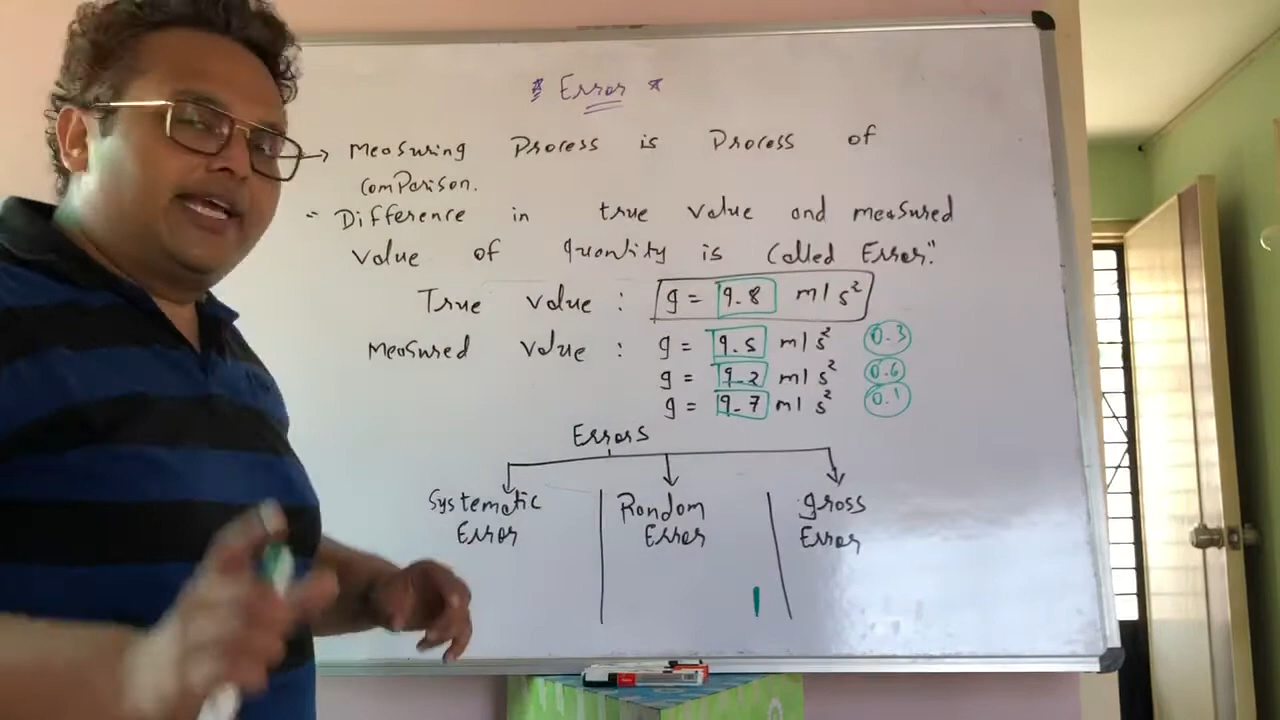 * Error *
→ Measuring Process is Process of
comParison.
" Difference in true value and measured
value of quantity is called Error."
True value : g = 9.8 m/s²
Measured value : g = 9.5 m/s² 0.3
g = 9.2 m/s² 0.6
g = 9.7 m/s² 0.1
Errors
Systematic Random gross
Error Error Error